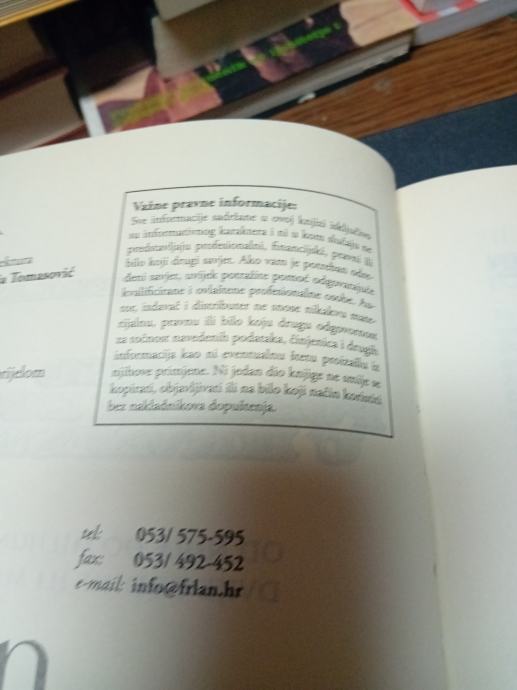 lektura
Tomasović
prijelom
Važne pravne informacije:
Sve informacije sadržane u ovoj knjizi isključivo
su informativnog karaktera i ni u kom slučaju ne
predstavljaju profesionalni, financijski, pravni ili
bilo koji drugi savjet. Ako vam je potreban odre-
đeni savjet, uvijek potražite pomoć odgovarajuće
kvalificirane i ovlaštene profesionalne osobe. Au-
tor, izdavač i distributer ne snose nikakvu mate-
rijalnu, pravnu ili bilo koju drugu odgovornost
za točnost navedenih podataka, činjenica i drugih
informacija kao ni eventualnu štetu proizašlu iz
njihove primjene. Ni jedan dio knjige ne smije se
kopirati, objavljivati ili na bilo koji način koristiti
bez nakladnikova dopuštenja.
tel: 053/ 575-595
fax: 053/ 492-452
e-mail: info@frlan.hr
n